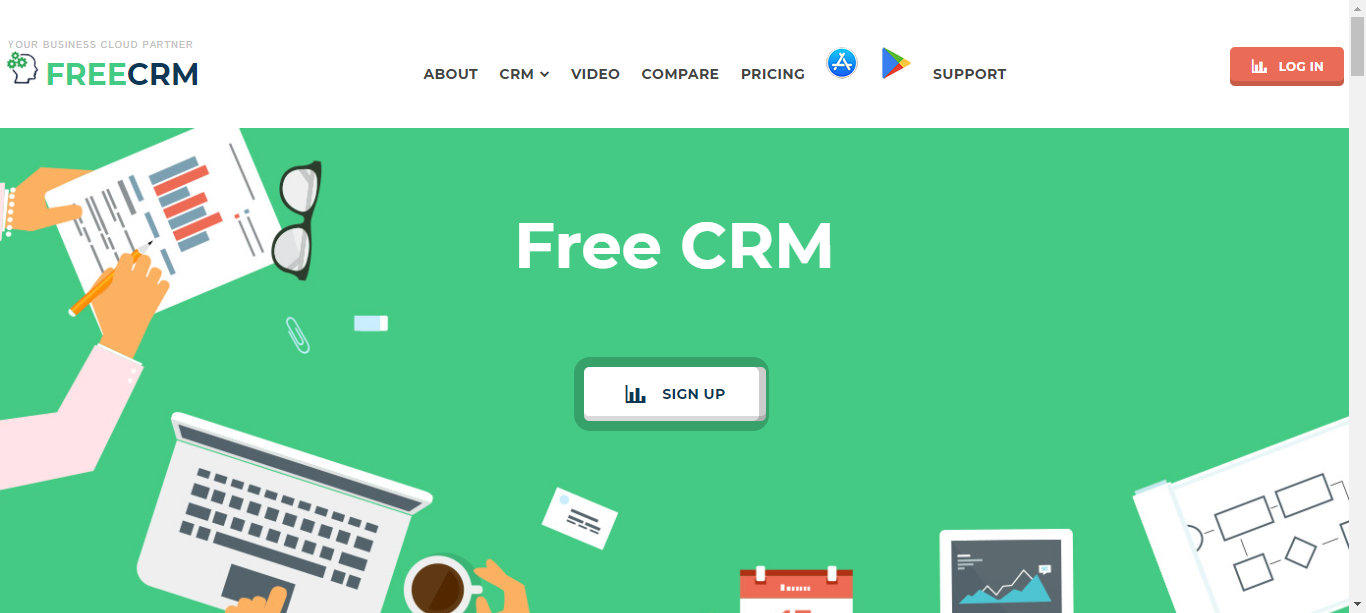 YOUR BUSINESS CLOUD PARTNER
FREECRM
ABOUT CRM VIDEO COMPARE PRICING SUPPORT
LOG IN
Free CRM
SIGN UP